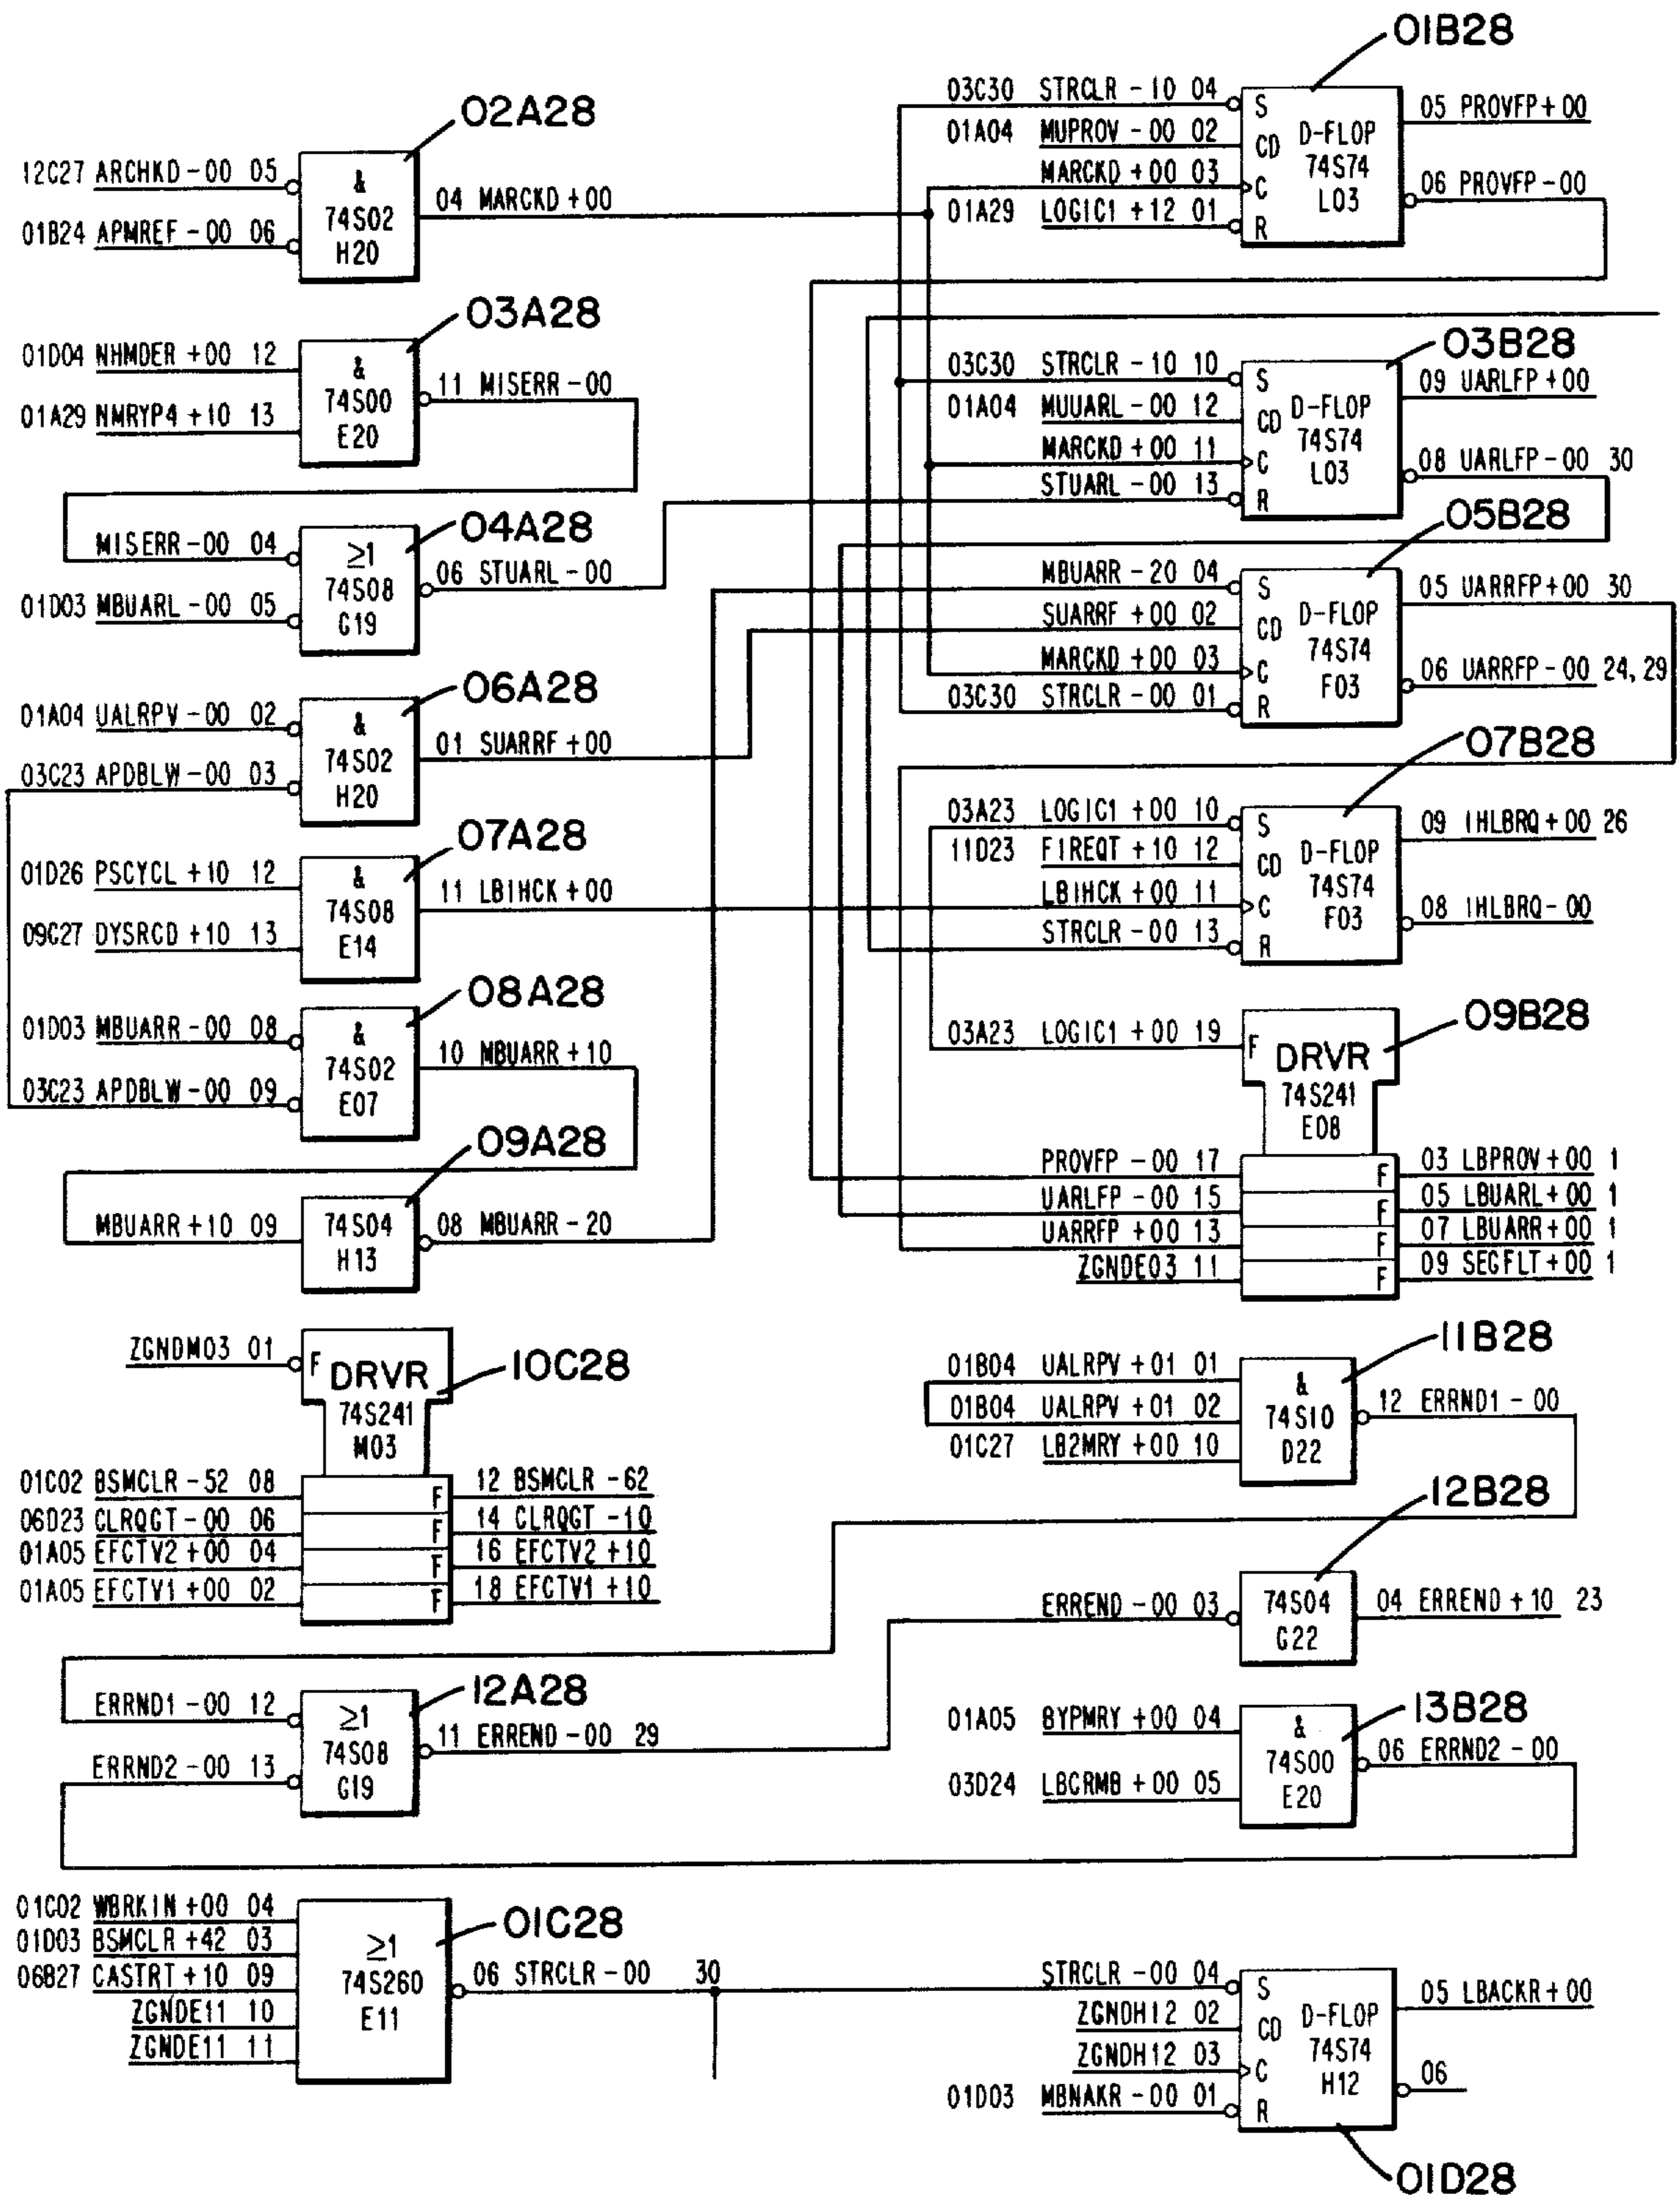 02A28
12C27 ARCHKD -00 05
01B24 APMREF -00 06
&
74S02
H20
04 MARCKD +00
03A28
01D04 NHMDER +00 12
01A29 NMRYP4 +10 13
&
74S00
E20
11 MISERR -00
04A28
MISERR -00 04
01D03 MBUARL -00 05
≥1
74S08
G19
06 STUARL -00
06A28
01A04 UALRPV -00 02
03C23 APDBLW -00 03
&
74S02
H20
01 SUARRF +00
07A28
01D26 PSCYCL +10 12
09C27 DYSRCD +10 13
&
74S08
E14
11 LBIHCK +00
08A28
01D03 MBUARR -00 08
03C23 APDBLW -00 09
&
74S02
E07
10 MBUARR +10
09A28
MBUARR +10 09
74S04
H13
08 MBUARR -20
ZGNDM03 01
F
DRVR
74S241
M03
10C28
01C02 BSMCLR -52 08
F
12 BSMCLR -62
06D23 CLRQGT -00 06
F
14 CLRQGT -10
01A05 EFCTV2 +00 04
F
16 EFCTV2 +10
01A05 EFCTV1 +00 02
F
18 EFCTV1 +10
12A28
ERRND1 -00 12
ERRND2 -00 13
≥1
74S08
G19
11 ERREND -00 29
01C02 WBRKIN +00 04
01D03 BSMCLR +42 03
06B27 CASTRT +10 09
ZGNDE11 10
ZGNDE11 11
≥1
74S260
E11
01C28
06 STRCLR -00 30
01B28
03C30 STRCLR -10 04
01A04 MUPROV -00 02
MARCKD +00 03
01A29 LOGIC1 +12 01
S
CD
C
R
D-FLOP
74S74
L03
05 PROVFP +00
06 PROVFP -00
03B28
03C30 STRCLR -10 10
01A04 MUUARL -00 12
MARCKD +00 11
STUARL -00 13
S
CD
C
R
D-FLOP
74S74
L03
09 UARLFP +00
08 UARLFP -00 30
05B28
MBUARR -20 04
SUARRF +00 02
MARCKD +00 03
03C30 STRCLR -00 01
S
CD
C
R
D-FLOP
74S74
F03
05 UARRFP +00 30
06 UARRFP -00 24, 29
07B28
03A23 LOGIC1 +00 10
11D23 FIREQT +10 12
LBIHCK +00 11
STRCLR -00 13
S
CD
C
R
D-FLOP
74S74
F03
09 IHLBRQ +00 26
08 IHLBRQ -00
09B28
03A23 LOGIC1 +00 19
F
DRVR
74S241
E08
PROVFP -00 17
F
03 LBPROV +00 1
UARLFP -00 15
F
05 LBUARL +00 1
UARRFP +00 13
F
07 LBUARR +00 1
ZGNDE03 11
F
09 SEGFLT +00 1
11B28
01B04 UALRPV +01 01
01B04 UALRPV +01 02
01C27 LB2MRY +00 10
&
74S10
D22
12 ERRND1 -00
12B28
ERREND -00 03
74S04
G22
04 ERREND +10 23
13B28
01A05 BYPMRY +00 04
03D24 LBCRMB +00 05
&
74S00
E20
06 ERRND2 -00
STRCLR -00 04
ZGNDH12 02
ZGNDH12 03
01D03 MBNAKR -00 01
S
CD
C
R
D-FLOP
74S74
H12
05 LBACKR +00
06
01D28